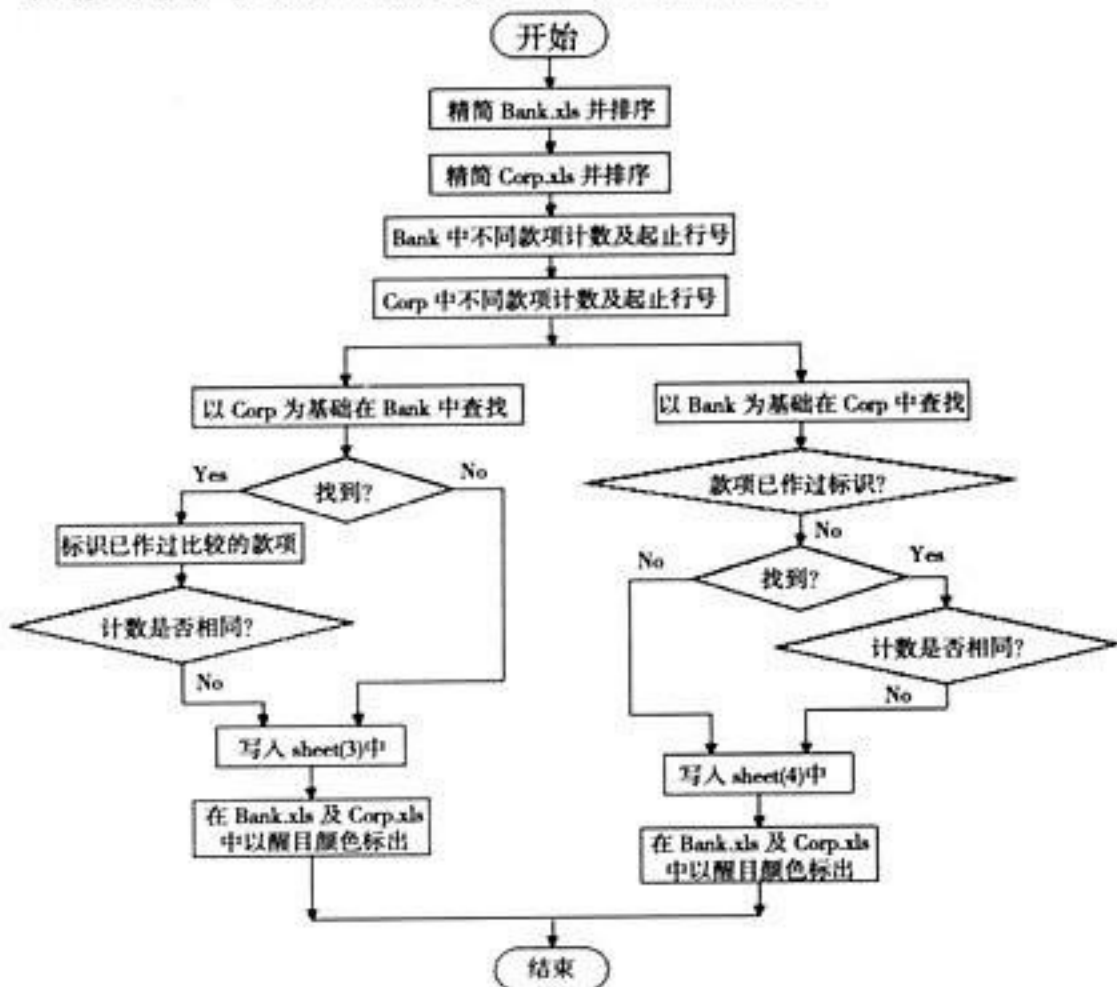 开始
精简 Bank.xls 并排序
精简 Corp.xls 并排序
Bank 中不同款项计数及起止行号
Corp 中不同款项计数及起止行号
以 Corp 为基础在 Bank 中查找
以 Bank 为基础在 Corp 中查找
Yes
找到?
No
款项已作过标识?
标识已作过比较的款项
No
No
找到?
Yes
计数是否相同?
计数是否相同?
No
No
写入 sheet(3)中
写入 sheet(4)中
在 Bank.xls 及 Corp.xls
中以醒目颜色标出
在 Bank.xls 及 Corp.xls
中以醒目颜色标出
结束